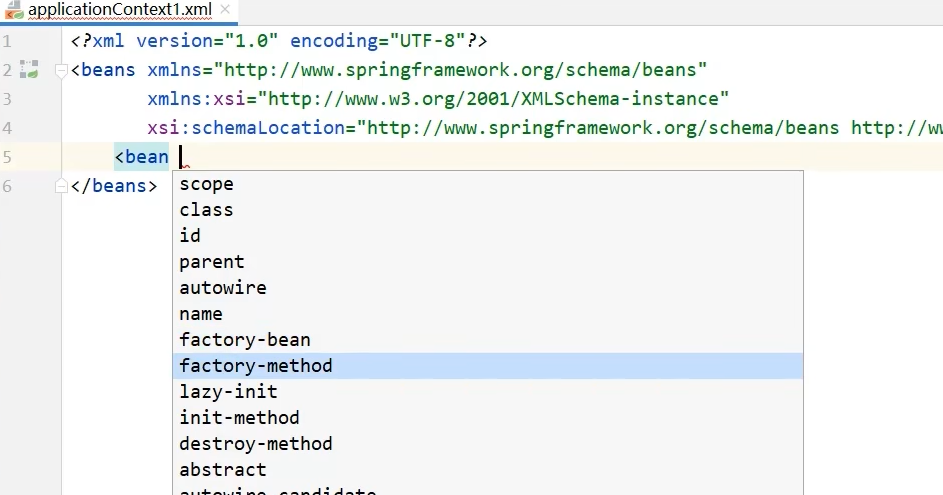 applicationContext1.xml ×
1 <?xml version="1.0" encoding="UTF-8"?>
2 <beans xmlns="http://www.springframework.org/schema/beans"
3 xmlns:xsi="http://www.w3.org/2001/XMLSchema-instance"
4 xsi:schemaLocation="http://www.springframework.org/schema/beans http://ww
5 <bean
6 </beans>
scope
class
id
parent
autowire
name
factory-bean
factory-method
lazy-init
init-method
destroy-method
abstract
autowire-candidate